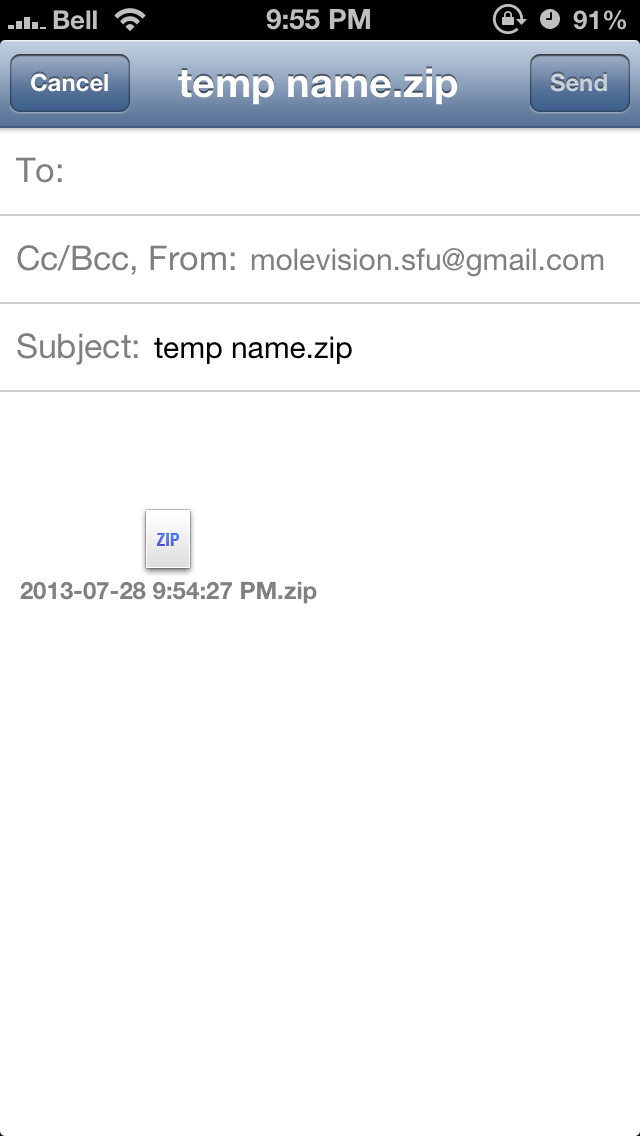 Bell 9:55 PM 91%
Cancel temp name.zip Send
To:
Cc/Bcc, From: molevision.sfu@gmail.com
Subject: temp name.zip
ZIP
2013-07-28 9:54:27 PM.zip